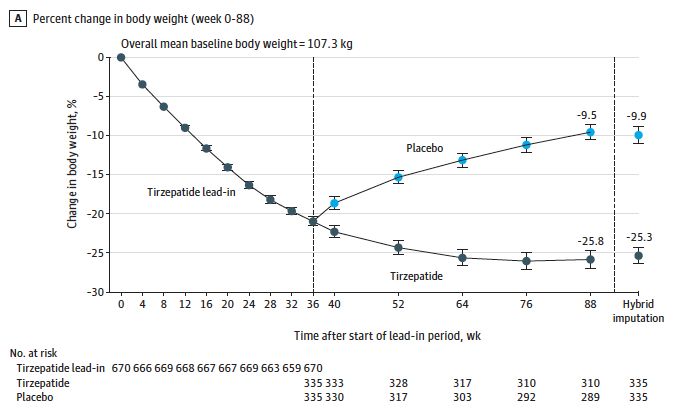 A Percent change in body weight (week 0-88)
Overall mean baseline body weight = 107.3 kg
0
-5
-10
-15
-20
-25
-30
Change in body weight, %
Tirzepatide lead-in
Placebo
Tirzepatide
-9.5
-9.9
-25.8
-25.3
0 4 8 12 16 20 24 28 32 36 40 52 64 76 88 Hybrid
imputation
Time after start of lead-in period, wk
No. at risk
Tirzepatide lead-in 670 666 669 668 667 667 669 663 659 670
Tirzepatide 335 333 328 317 310 310 335
Placebo 335 330 317 303 292 289 335